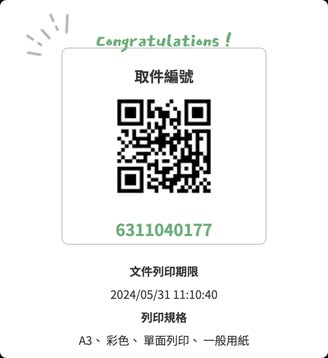 Congratulations!
取件編號
6311040177
文件列印期限
2024/05/31 11:10:40
列印規格
A3、 彩色、 單面列印、 一般用紙